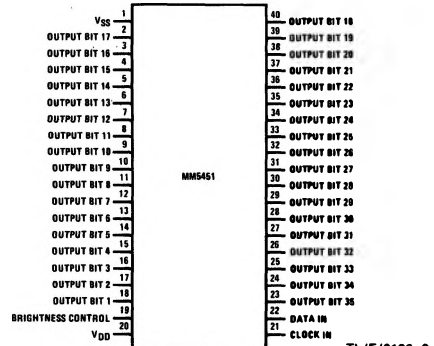 1
VSS
2
OUTPUT BIT 17
3
OUTPUT BIT 16
4
OUTPUT BIT 15
5
OUTPUT BIT 14
6
OUTPUT BIT 13
7
OUTPUT BIT 12
8
OUTPUT BIT 11
9
OUTPUT BIT 10
10
OUTPUT BIT 9
11
OUTPUT BIT 8
12
OUTPUT BIT 7
13
OUTPUT BIT 6
14
OUTPUT BIT 5
15
OUTPUT BIT 4
16
OUTPUT BIT 3
17
OUTPUT BIT 2
18
OUTPUT BIT 1
19
BRIGHTNESS CONTROL
20
VDD
MM5451
40
OUTPUT BIT 18
39
OUTPUT BIT 19
38
OUTPUT BIT 20
37
OUTPUT BIT 21
36
OUTPUT BIT 22
35
OUTPUT BIT 23
34
OUTPUT BIT 24
33
OUTPUT BIT 25
32
OUTPUT BIT 26
31
OUTPUT BIT 27
30
OUTPUT BIT 28
29
OUTPUT BIT 29
28
OUTPUT BIT 30
27
OUTPUT BIT 31
26
OUTPUT BIT 32
25
OUTPUT BIT 33
24
OUTPUT BIT 34
23
OUTPUT BIT 35
22
DATA IN
21
CLOCK IN